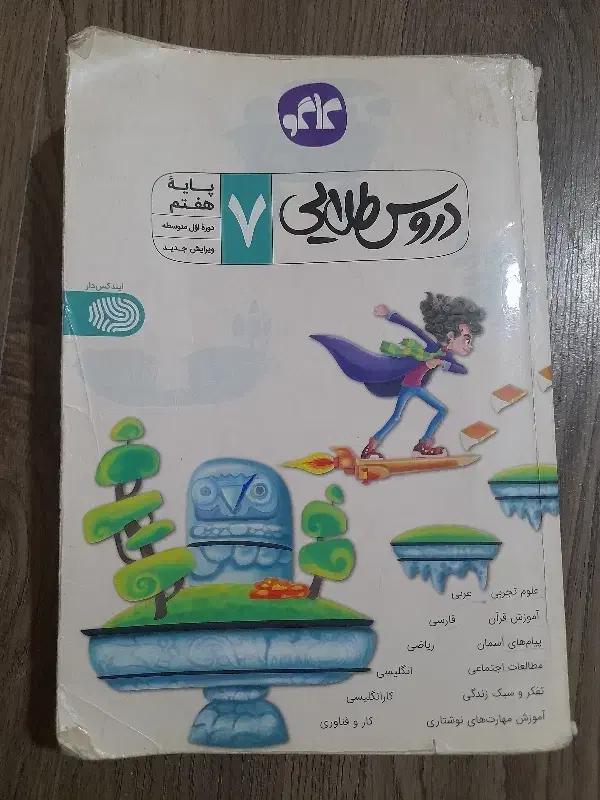 کاگو
دروس طلایی
۷
پایهٔ
هفتم
دورهٔ اول متوسطه
ویرایش جدید
ایندکس‌دار
علوم تجربی عربی
آموزش قرآن فارسی
پیام‌های آسمان ریاضی
مطالعات اجتماعی انگلیسی
تفکر و سبک زندگی کارانگلیسی
آموزش مهارت‌های نوشتاری کار و فناوری